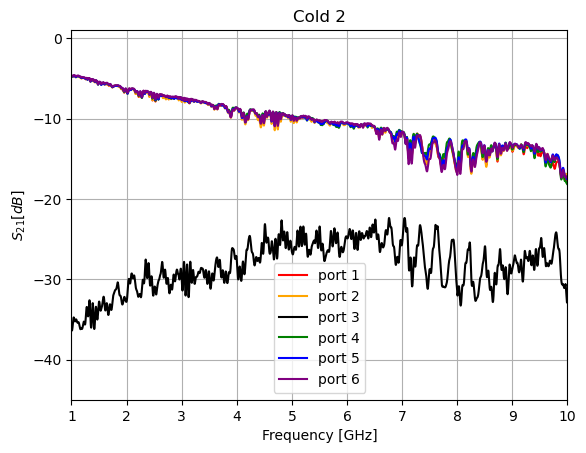 Cold 2
S21[dB]
0
−10
−20
−30
−40
port 1
port 2
port 3
port 4
port 5
port 6
1 2 3 4 5 6 7 8 9 10
Frequency [GHz]